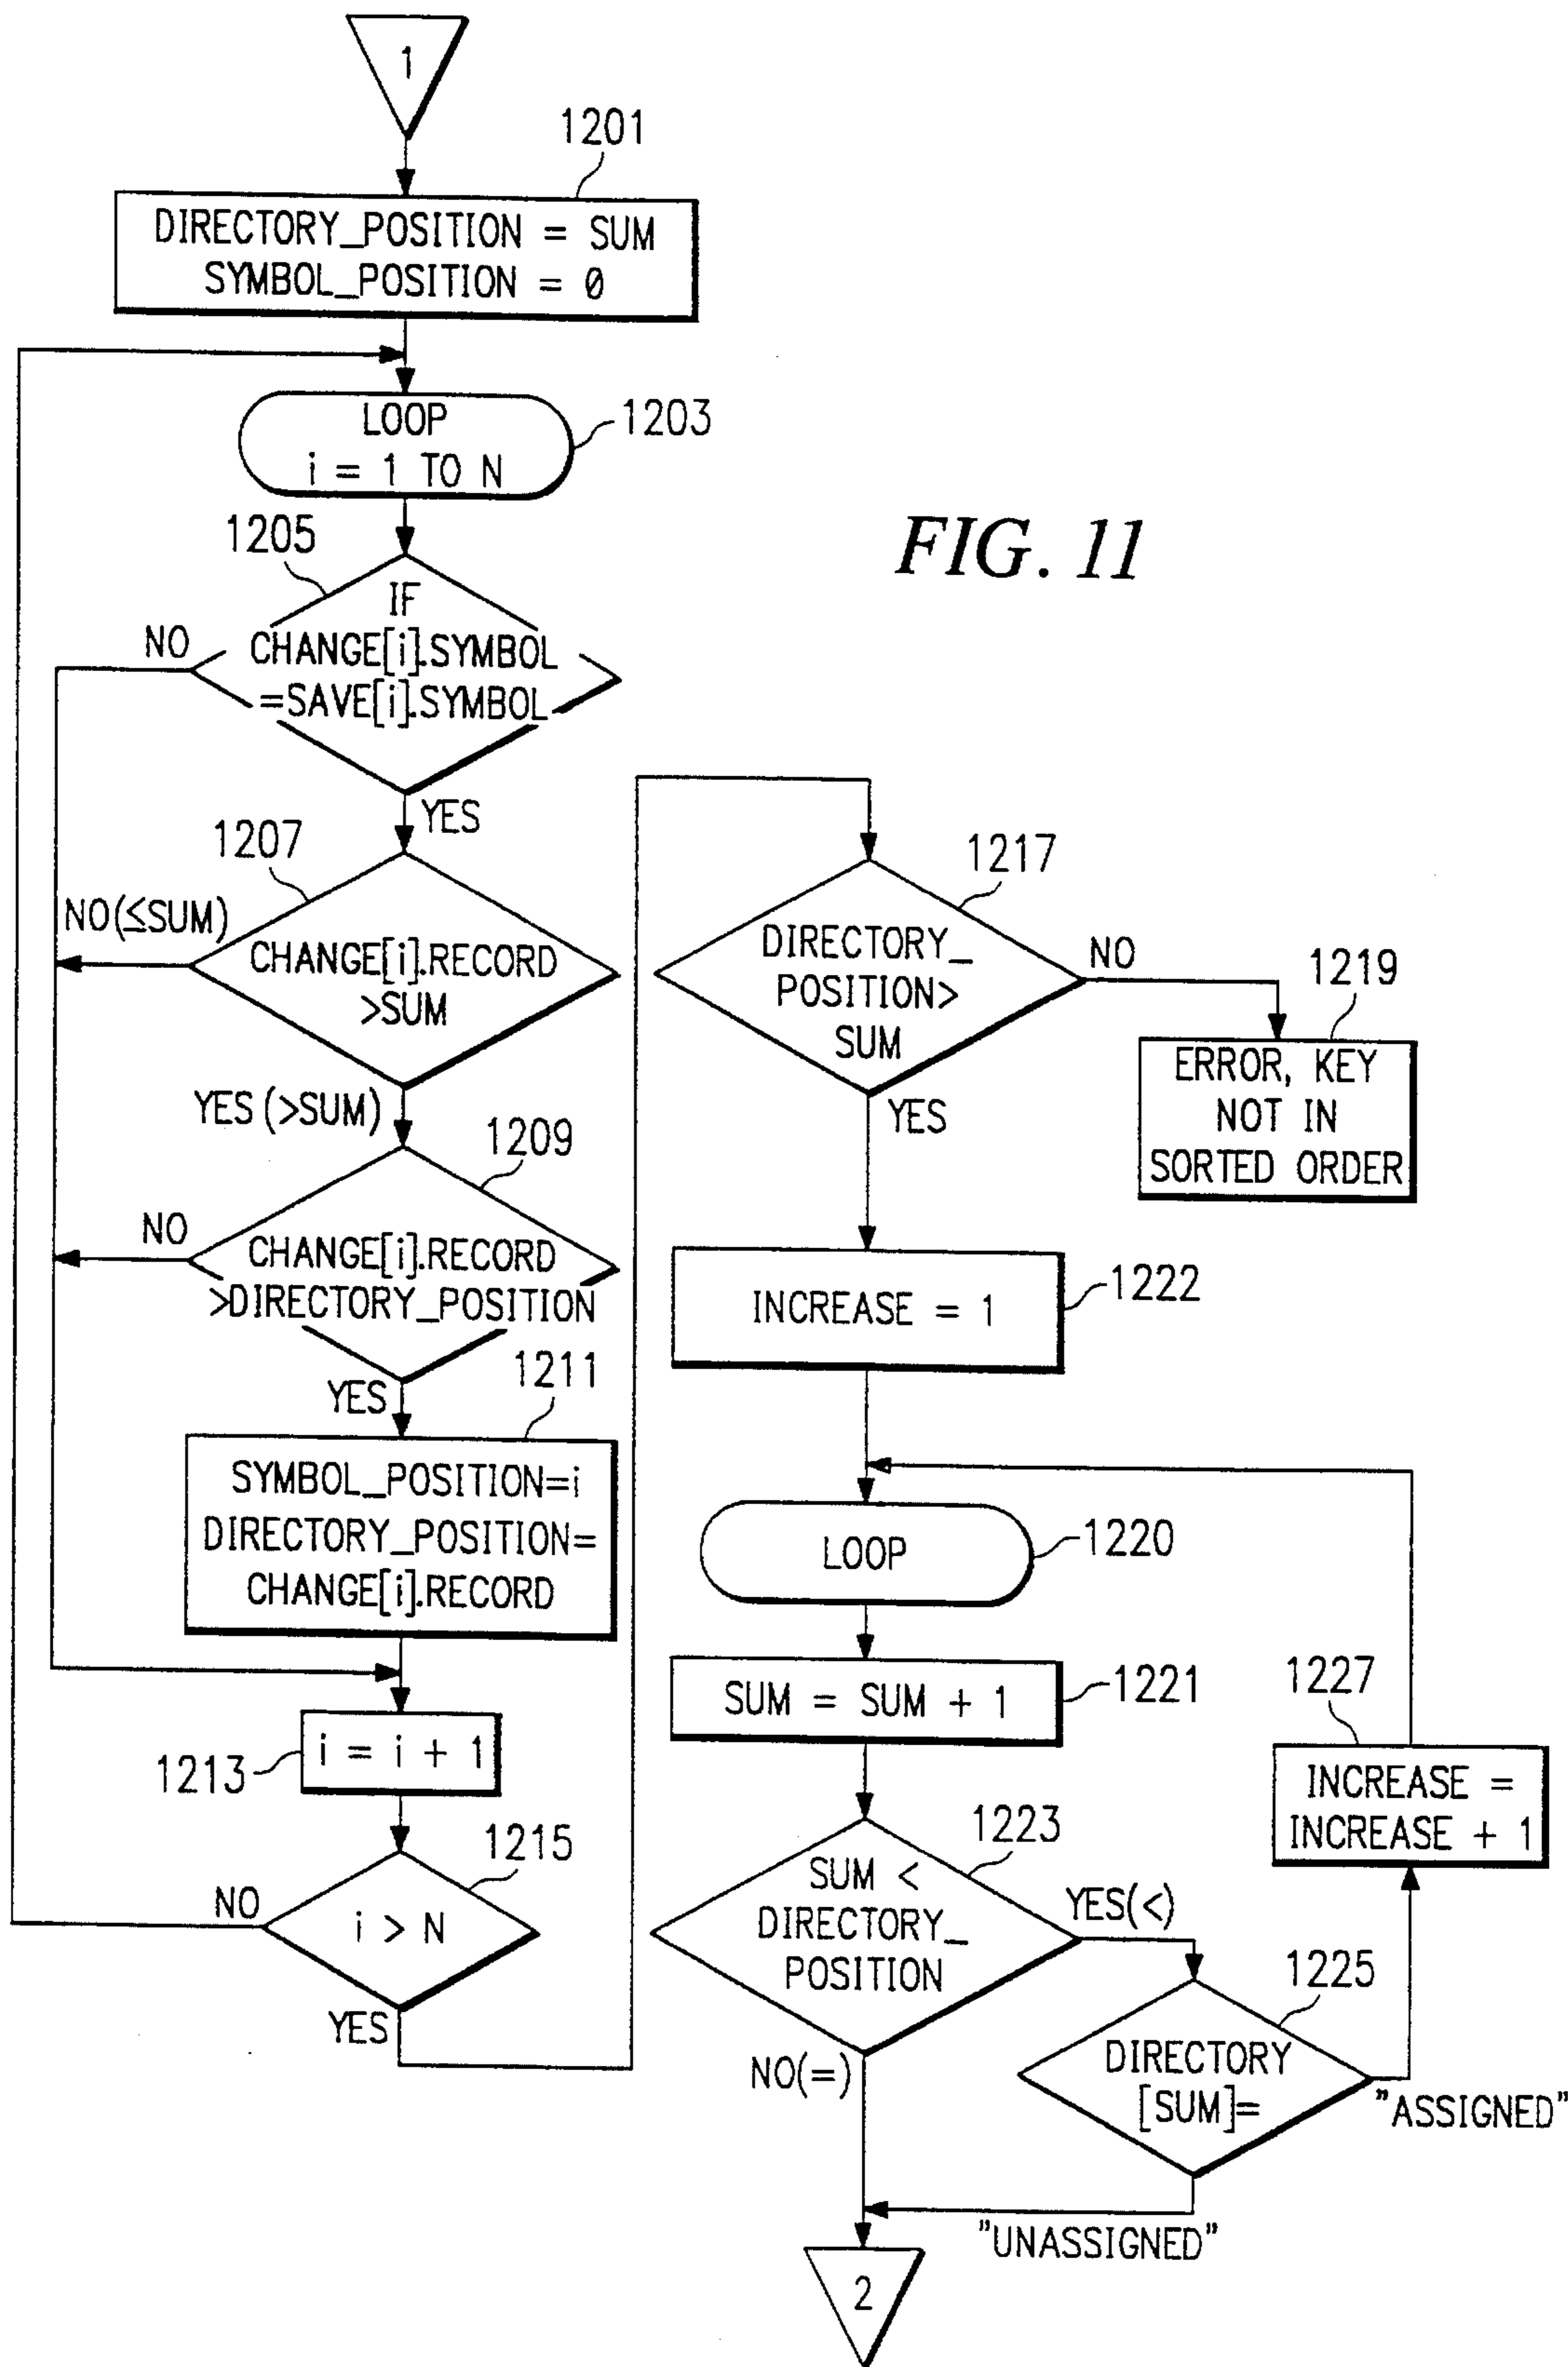 1
1201
DIRECTORY_POSITION = SUM
SYMBOL_POSITION = 0
LOOP
i = 1 TO N
1203
FIG. 11
1205
IF
CHANGE[i].SYMBOL
=SAVE[i].SYMBOL
NO
YES
1207
NO(≤SUM)
CHANGE[i].RECORD
>SUM
YES(>SUM)
1209
NO
CHANGE[i].RECORD
>DIRECTORY_POSITION
YES
1211
SYMBOL_POSITION=i
DIRECTORY_POSITION=
CHANGE[i].RECORD
i = i + 1
1213
1215
NO
i > N
YES
1217
DIRECTORY_
POSITION>
SUM
NO
1219
ERROR, KEY
NOT IN
SORTED ORDER
YES
INCREASE = 1
1222
LOOP
1220
SUM = SUM + 1
1221
1227
INCREASE =
INCREASE + 1
1223
SUM <
DIRECTORY_
POSITION
YES(<)
1225
DIRECTORY
[SUM]=
"ASSIGNED"
NO(=)
"UNASSIGNED"
2